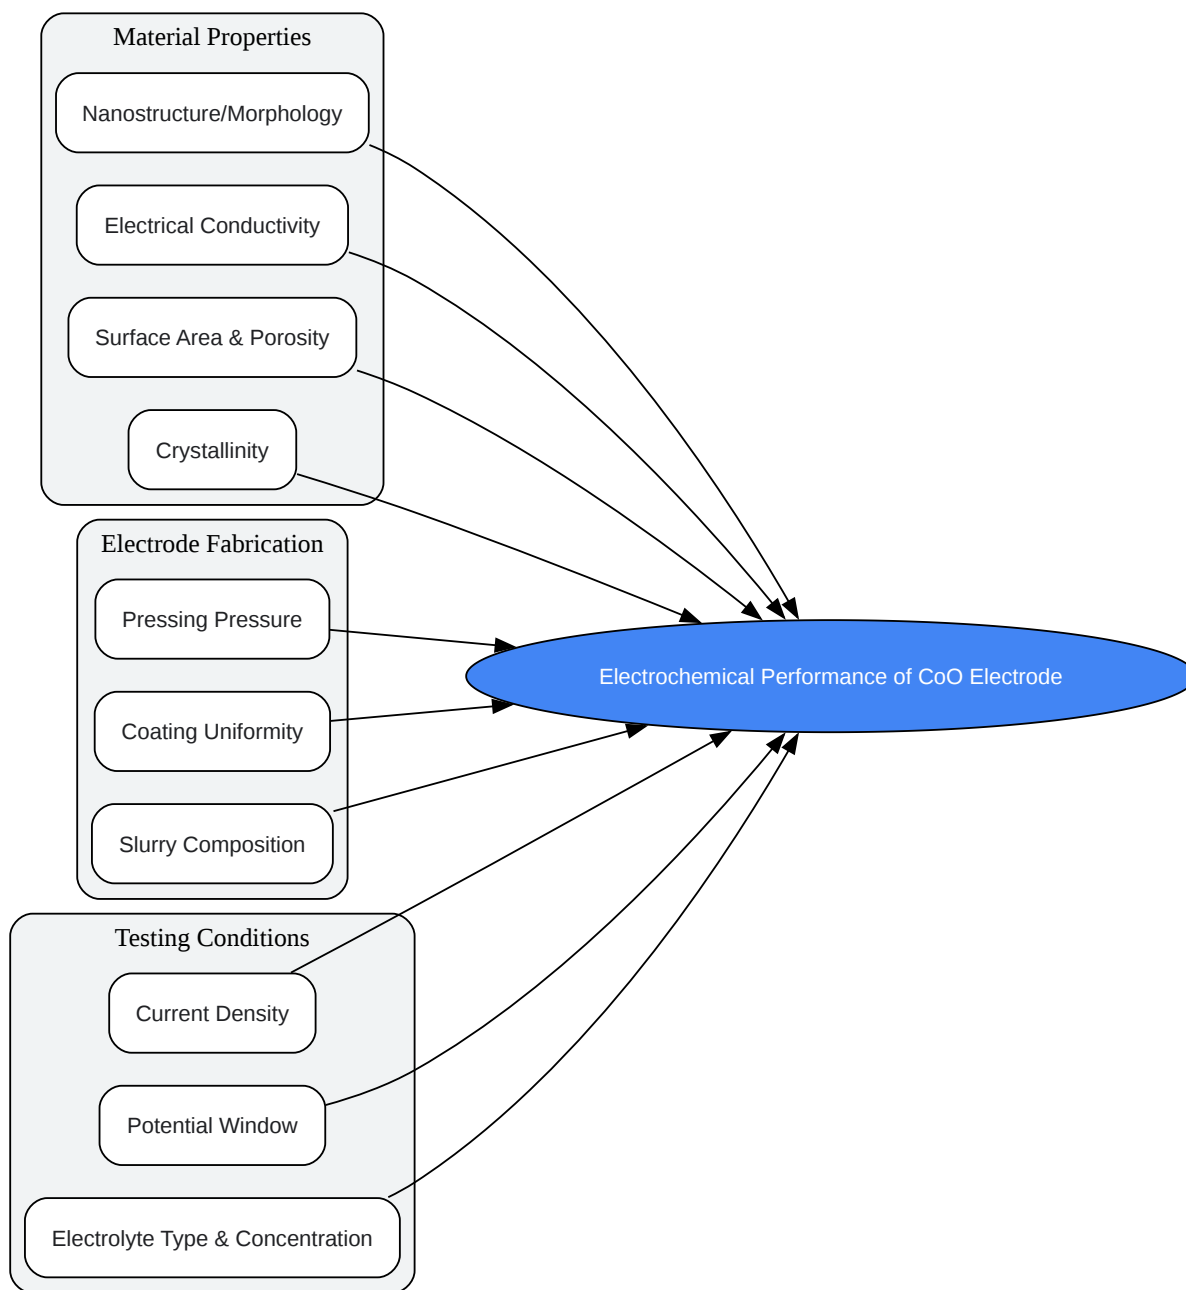 Material Properties
Nanostructure/Morphology
Electrical Conductivity
Surface Area & Porosity
Crystallinity
Electrode Fabrication
Pressing Pressure
Coating Uniformity
Slurry Composition
Testing Conditions
Current Density
Potential Window
Electrolyte Type & Concentration
Electrochemical Performance of CoO Electrode